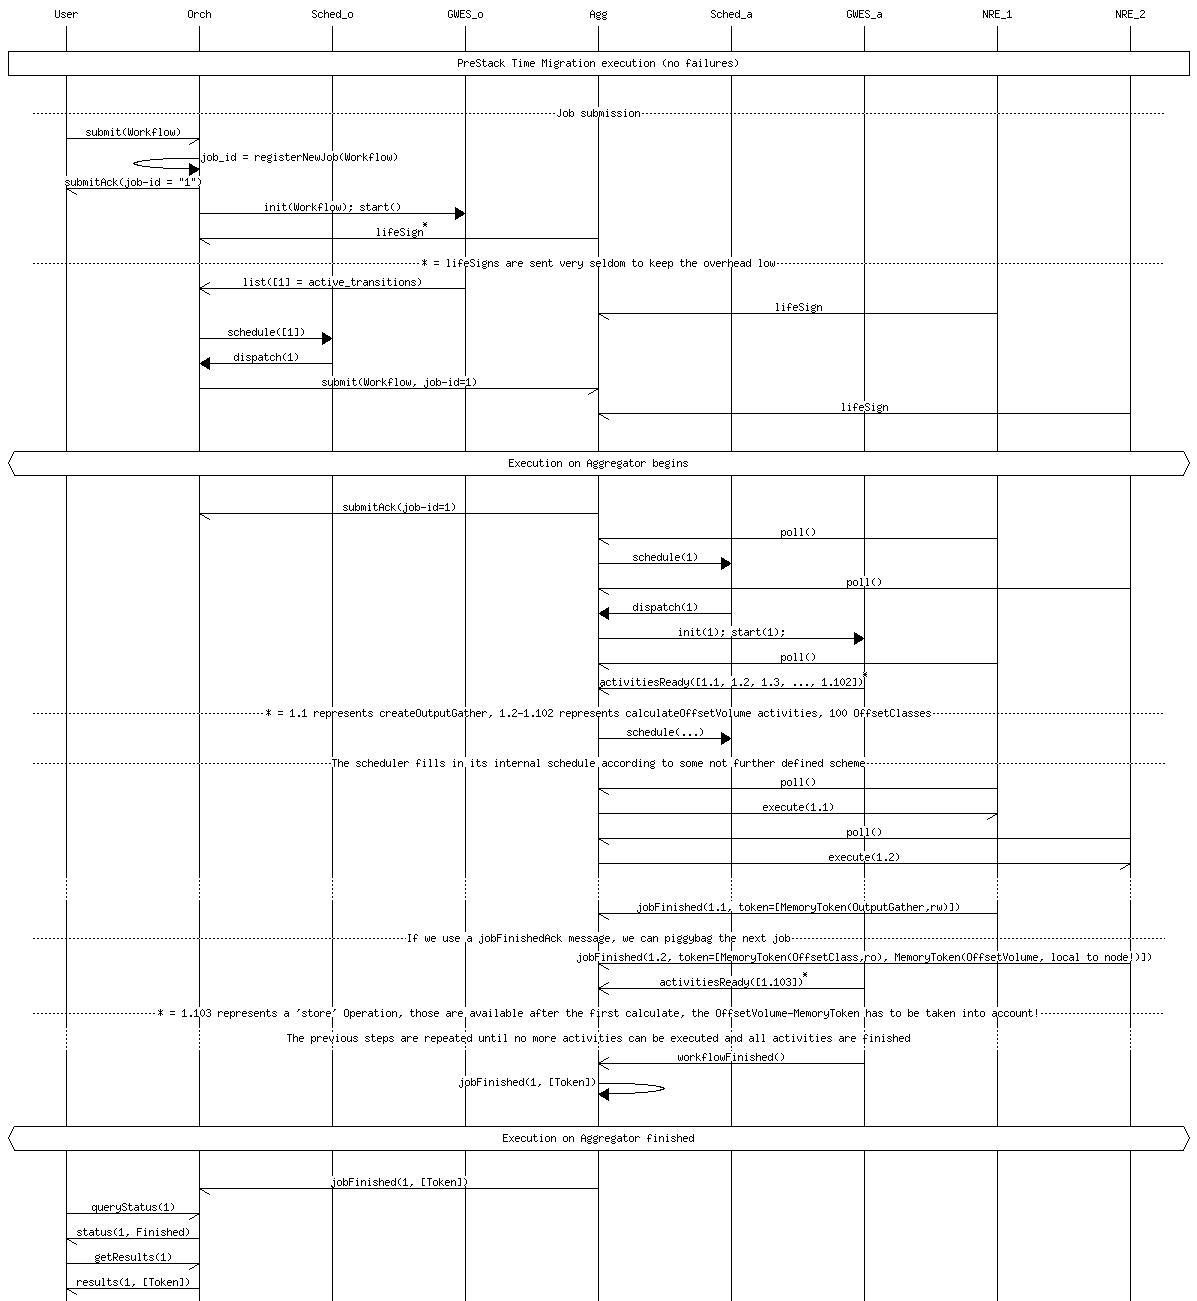 User Orch Sched_o GWES_o Agg Sched_a GWES_a NRE_1 NRE_2
PreStack Time Migration execution (no failures)
Job submission
submit(Workflow)
job_id = registerNewJob(Workflow)
submitAck(job-id = "1")
init(Workflow); start()
lifeSign*
* = lifeSigns are sent very seldom to keep the overhead low
list([1] = active_transitions)
lifeSign
schedule([1])
dispatch(1)
submit(Workflow, job-id=1)
lifeSign
Execution on Aggregator begins
submitAck(job-id=1)
poll()
schedule(1)
poll()
dispatch(1)
init(1); start(1);
poll()
activitiesReady([1.1, 1.2, 1.3, ..., 1.102])*
* = 1.1 represents createOutputGather, 1.2-1.102 represents calculateOffsetVolume activities, 100 OffsetClasses
schedule(...)
The scheduler fills in its internal schedule according to some not further defined scheme
poll()
execute(1.1)
poll()
execute(1.2)
jobFinished(1.1, token=[MemoryToken(OutputGather,rw)])
If we use a jobFinishedAck message, we can piggybag the next job
jobFinished(1.2, token=[MemoryToken(OffsetClass,ro), MemoryToken(OffsetVolume, local to node!)])
activitiesReady([1.103])*
* = 1.103 represents a 'store' Operation, those are available after the first calculate, the OffsetVolume-MemoryToken has to be taken into account!
The previous steps are repeated until no more activities can be executed and all activities are finished
workflowFinished()
jobFinished(1, [Token])
Execution on Aggregator finished
jobFinished(1, [Token])
queryStatus(1)
status(1, Finished)
getResults(1)
results(1, [Token])